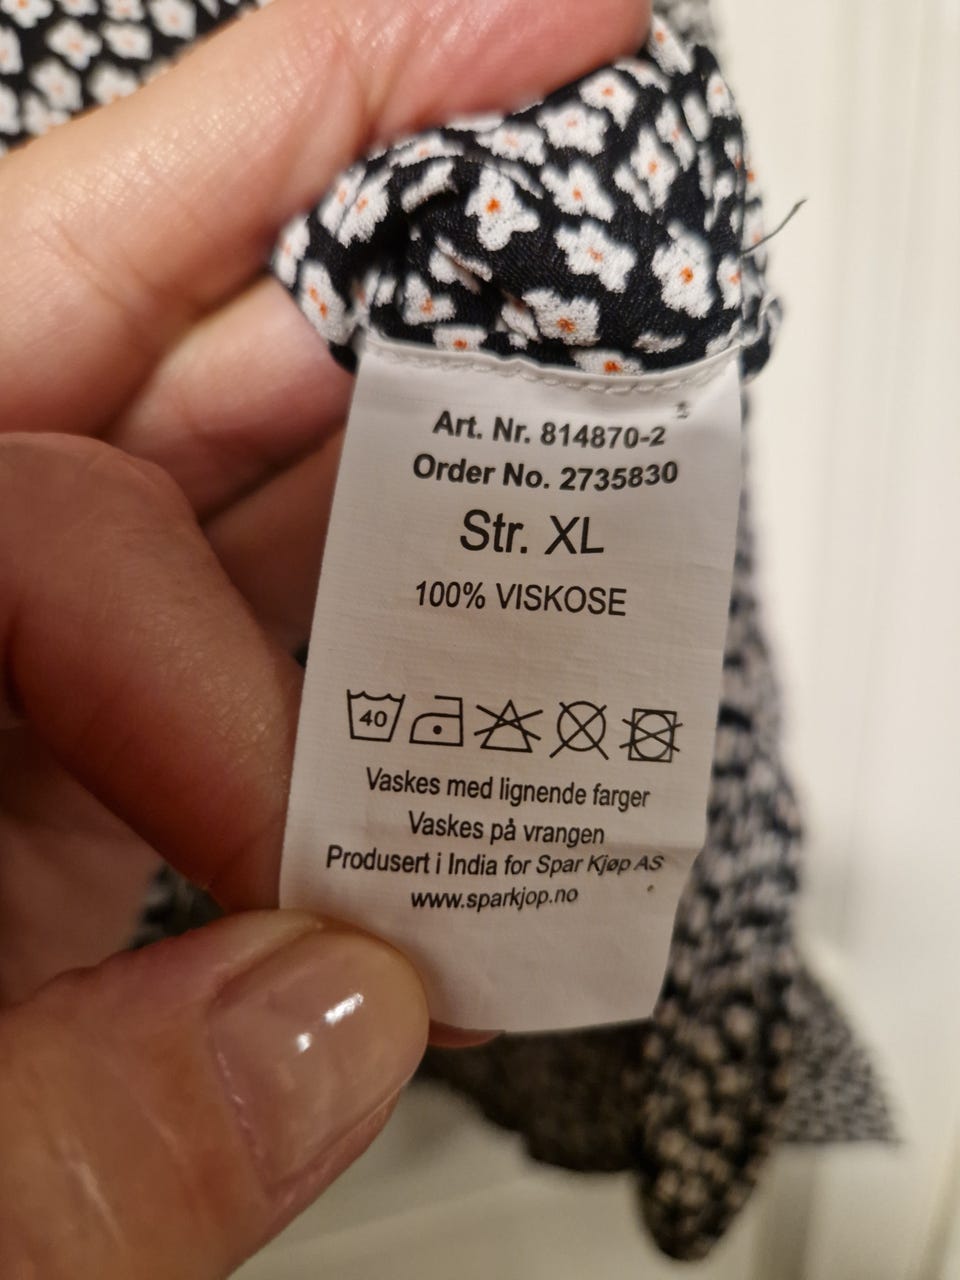 Art. Nr. 814870-2
Order No. 2735830
Str. XL
100% VISKOSE
40
Vaskes med lignende farger
Vaskes på vrangen
Produsert i India for Spar Kjøp AS
www.sparkjop.no